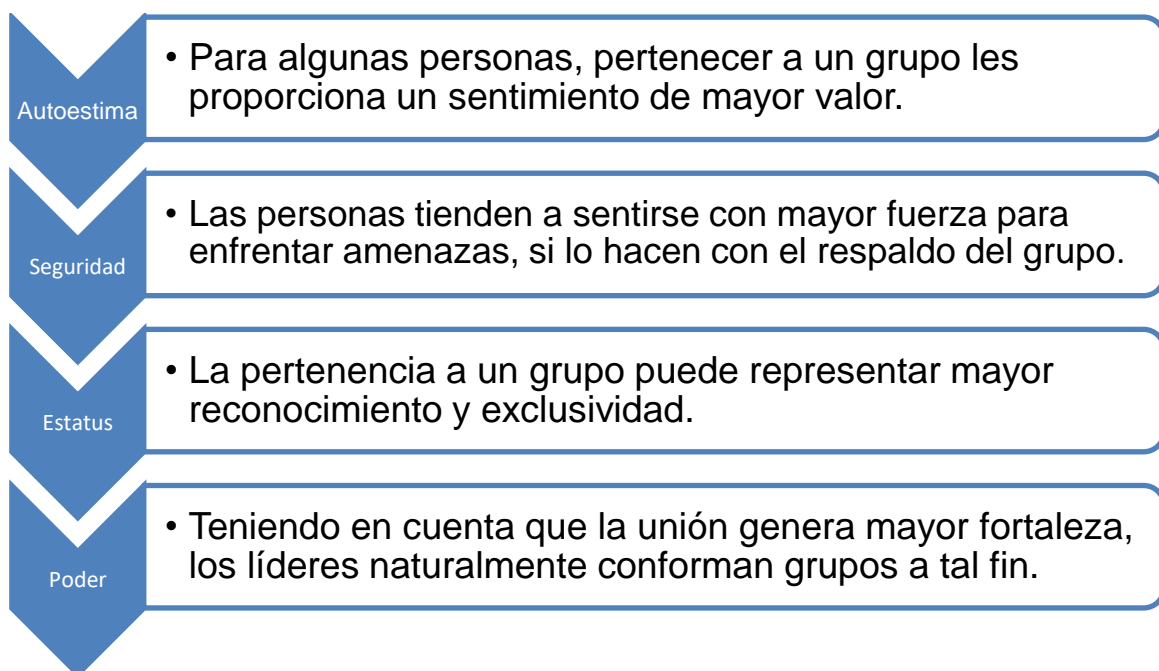 Autoestima
• Para algunas personas, pertenecer a un grupo les
proporciona un sentimiento de mayor valor.
Seguridad
• Las personas tienden a sentirse con mayor fuerza para
enfrentar amenazas, si lo hacen con el respaldo del grupo.
Estatus
• La pertenencia a un grupo puede representar mayor
reconocimiento y exclusividad.
Poder
• Teniendo en cuenta que la unión genera mayor fortaleza,
los líderes naturalmente conforman grupos a tal fin.